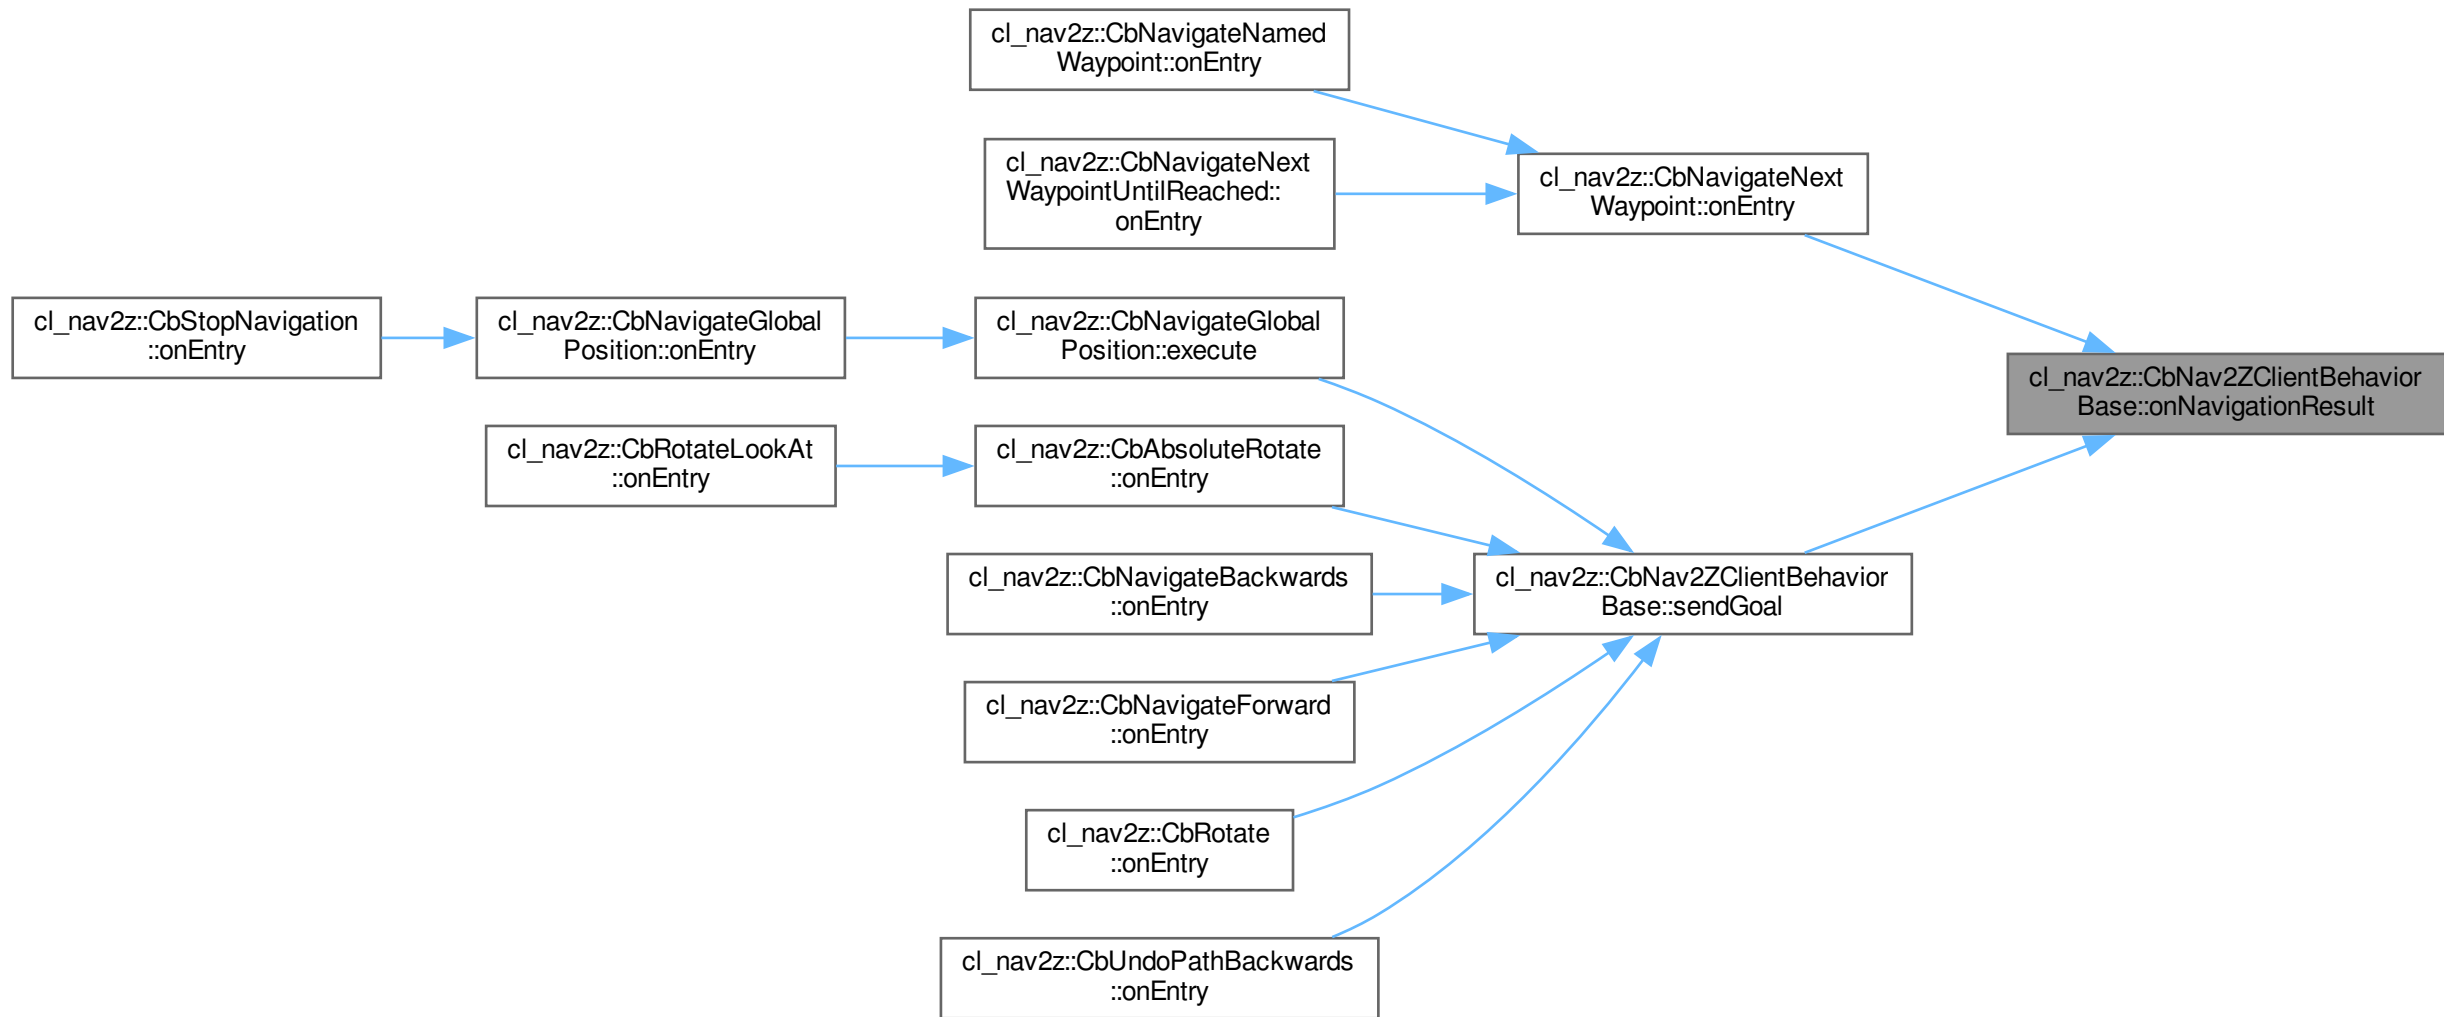 cl_nav2z::CbNavigateNamed
Waypoint::onEntry
cl_nav2z::CbNavigateNext
WaypointUntilReached::
onEntry
cl_nav2z::CbNavigateNext
Waypoint::onEntry
cl_nav2z::CbStopNavigation
::onEntry
cl_nav2z::CbNavigateGlobal
Position::onEntry
cl_nav2z::CbNavigateGlobal
Position::execute
cl_nav2z::CbNav2ZClientBehavior
Base::onNavigationResult
cl_nav2z::CbRotateLookAt
::onEntry
cl_nav2z::CbAbsoluteRotate
::onEntry
cl_nav2z::CbNavigateBackwards
::onEntry
cl_nav2z::CbNav2ZClientBehavior
Base::sendGoal
cl_nav2z::CbNavigateForward
::onEntry
cl_nav2z::CbRotate
::onEntry
cl_nav2z::CbUndoPathBackwards
::onEntry